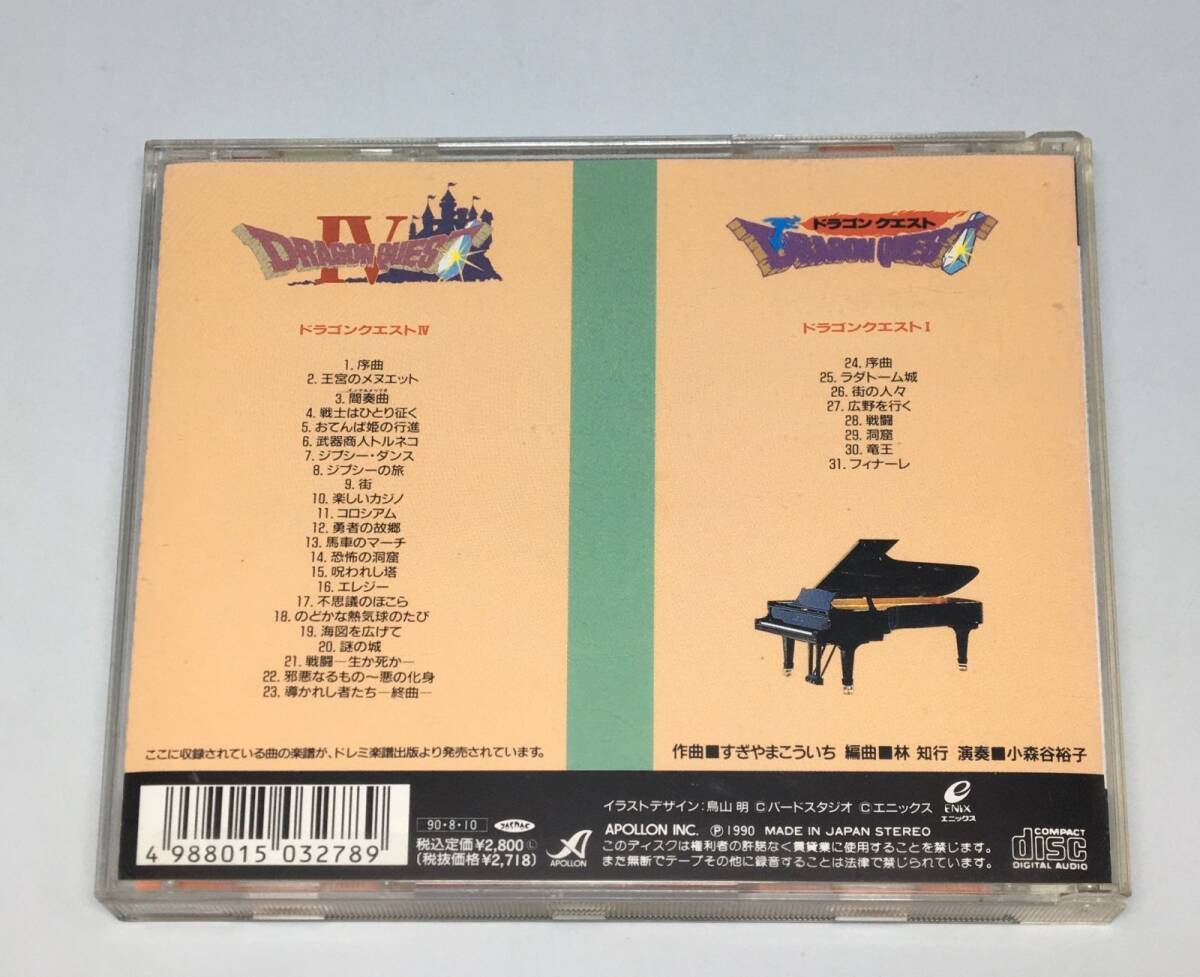 DRAGON QUEST IV
ドラゴンクエストⅣ
1. 序曲
2. 王宮のメヌエット
3. 間奏曲
4. 戦士はひとり征く
5. おてんば姫の行進
6. 武器商人トルネコ
7. ジプシー・ダンス
8. ジプシーの旅
9. 街
10. 楽しいカジノ
11. コロシアム
12. 勇者の故郷
13. 馬車のマーチ
14. 恐怖の洞窟
15. 呪われし塔
16. エレジー
17. 不思議のほこら
18. のどかな熱気球のたび
19. 海図を広げて
20. 謎の城
21. 戦闘―生か死か―
22. 邪悪なるもの〜悪の化身
23. 導かれし者たち―終曲―
ここに収録されている曲の楽譜が、ドレミ楽譜出版より発売されています。
ドラゴン クエスト
DRAGON QUEST
ドラゴンクエストⅠ
24. 序曲
25. ラダトーム城
26. 街の人々
27. 広野を行く
28. 戦闘
29. 洞窟
30. 竜王
31. フィナーレ
作曲■すぎやまこういち 編曲■林 知行 演奏■小森谷裕子
4 988015 032789
90・8・10
JASRAC
税込定価¥2,800Ⓛ
(税抜価格¥2,718)
APOLLON
イラストデザイン:鳥山 明 Ⓒバードスタジオ Ⓒエニックス
APOLLON INC. Ⓟ1990 MADE IN JAPAN STEREO
このディスクは権利者の許諾なく賃貸業に使用することを禁じます。
また無断でテープその他に録音することは法律で禁じられています。
ENIX
エニックス
COMPACT
disc
DIGITAL AUDIO